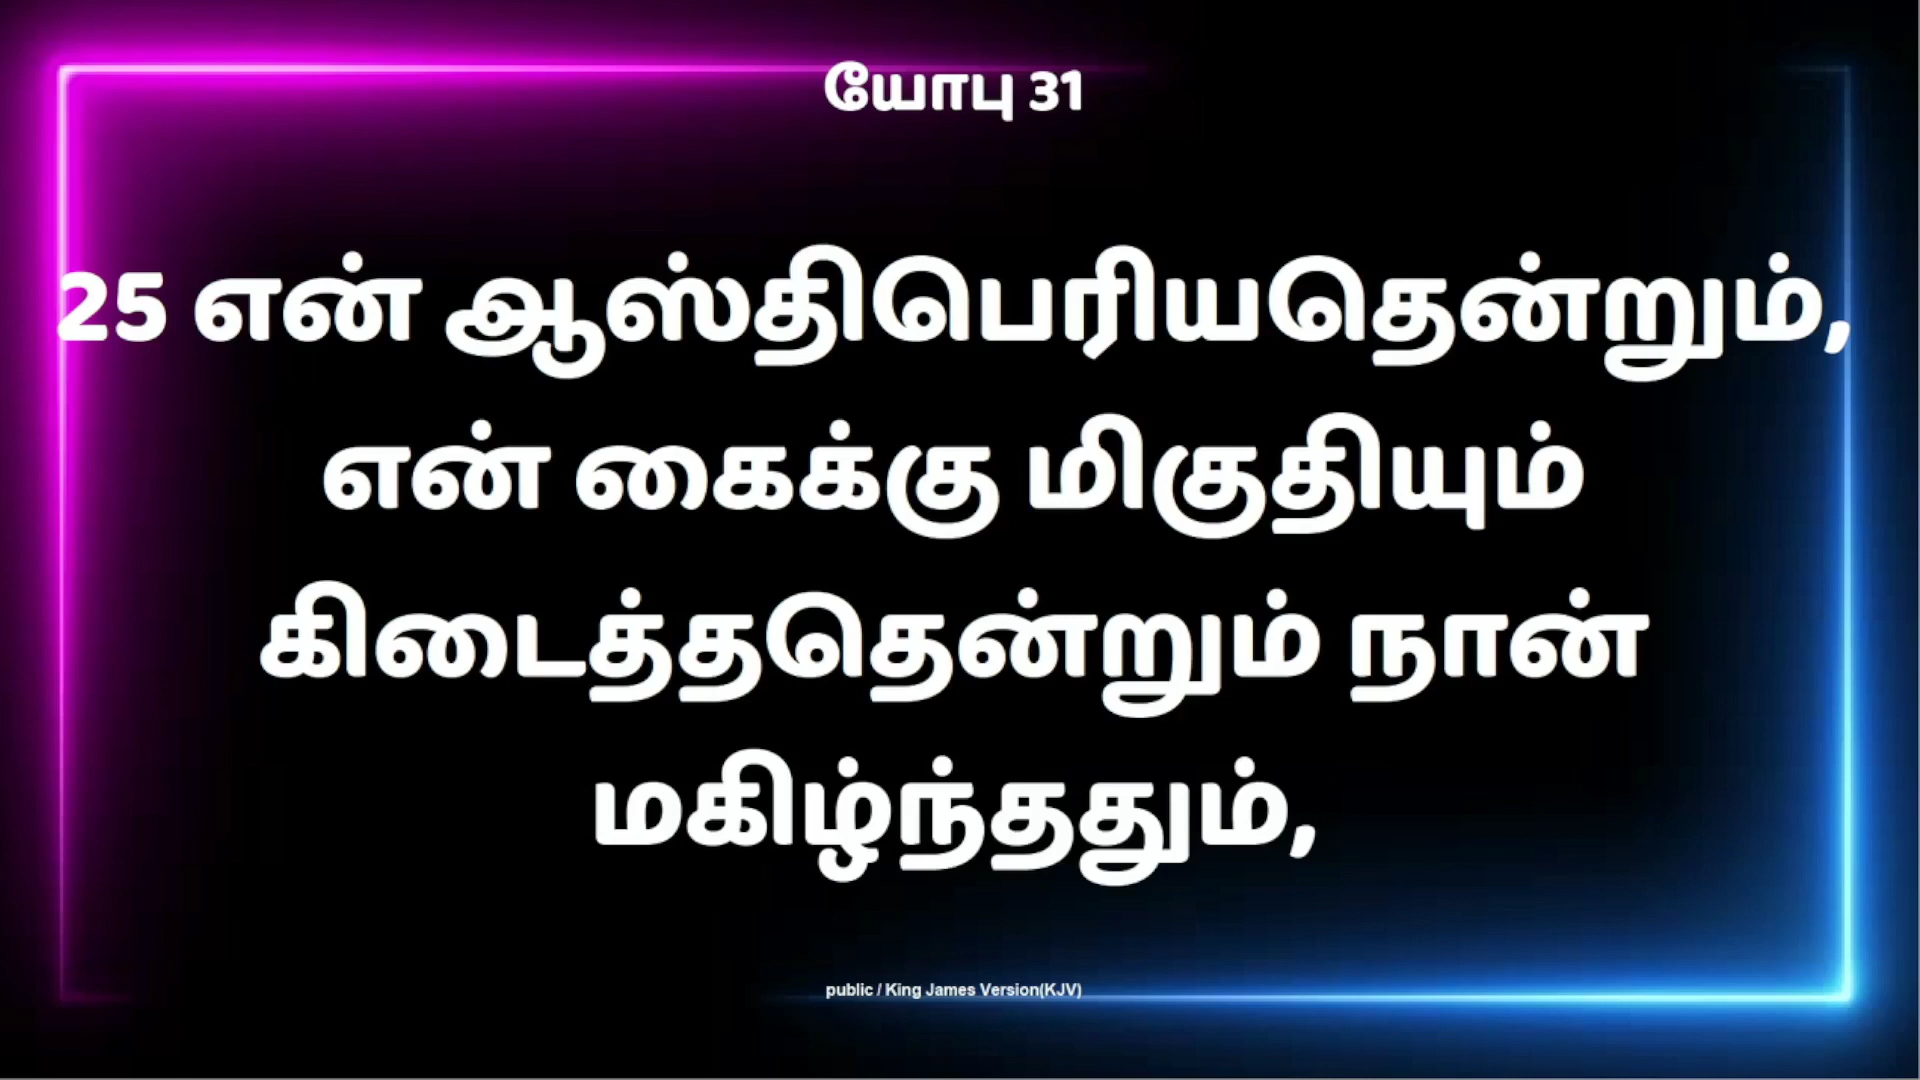 யோபு 31
25 என் ஆஸ்திபெரியதென்றும்,
என் கைக்கு மிகுதியும்
கிடைத்ததென்றும் நான்
மகிழ்ந்ததும்,
public / King James Version(KJV)